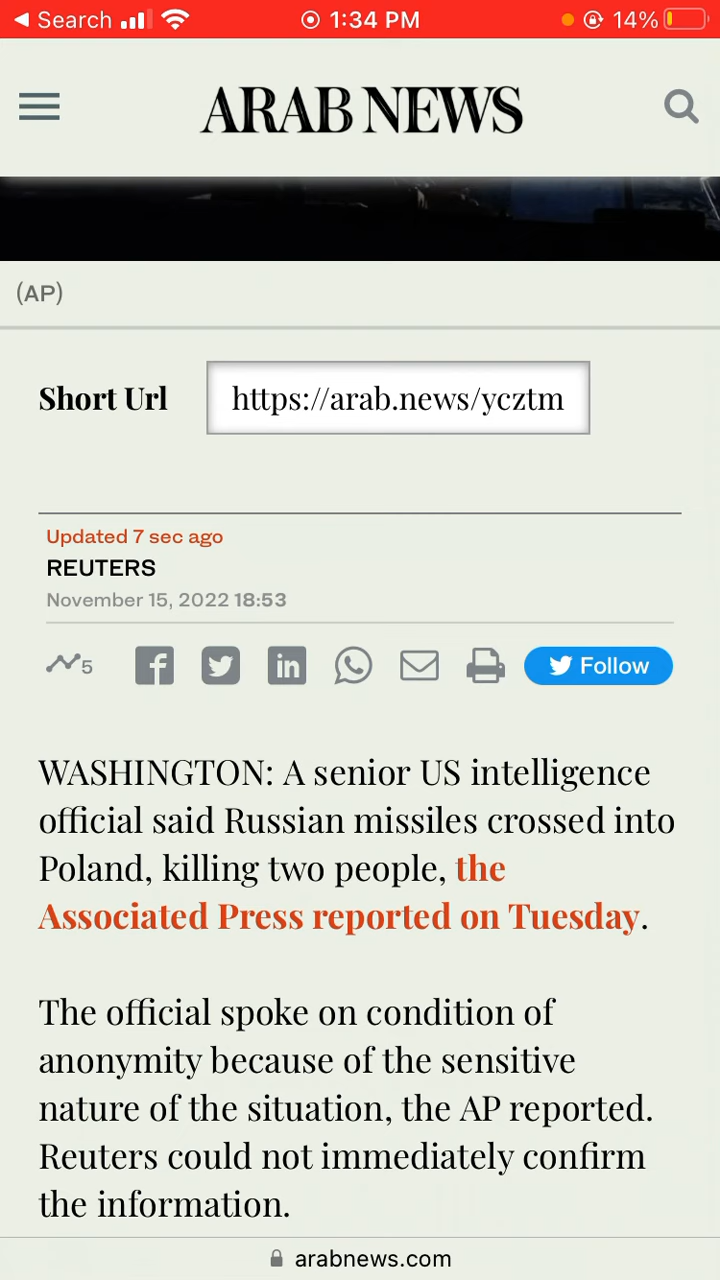 Search 1:34 PM 14%
ARAB NEWS
(AP)
Short Url https://arab.news/ycztm
Updated 7 sec ago
REUTERS
November 15, 2022 18:53
5 Follow
WASHINGTON: A senior US intelligence
official said Russian missiles crossed into
Poland, killing two people, the
Associated Press reported on Tuesday.
The official spoke on condition of
anonymity because of the sensitive
nature of the situation, the AP reported.
Reuters could not immediately confirm
the information.
arabnews.com